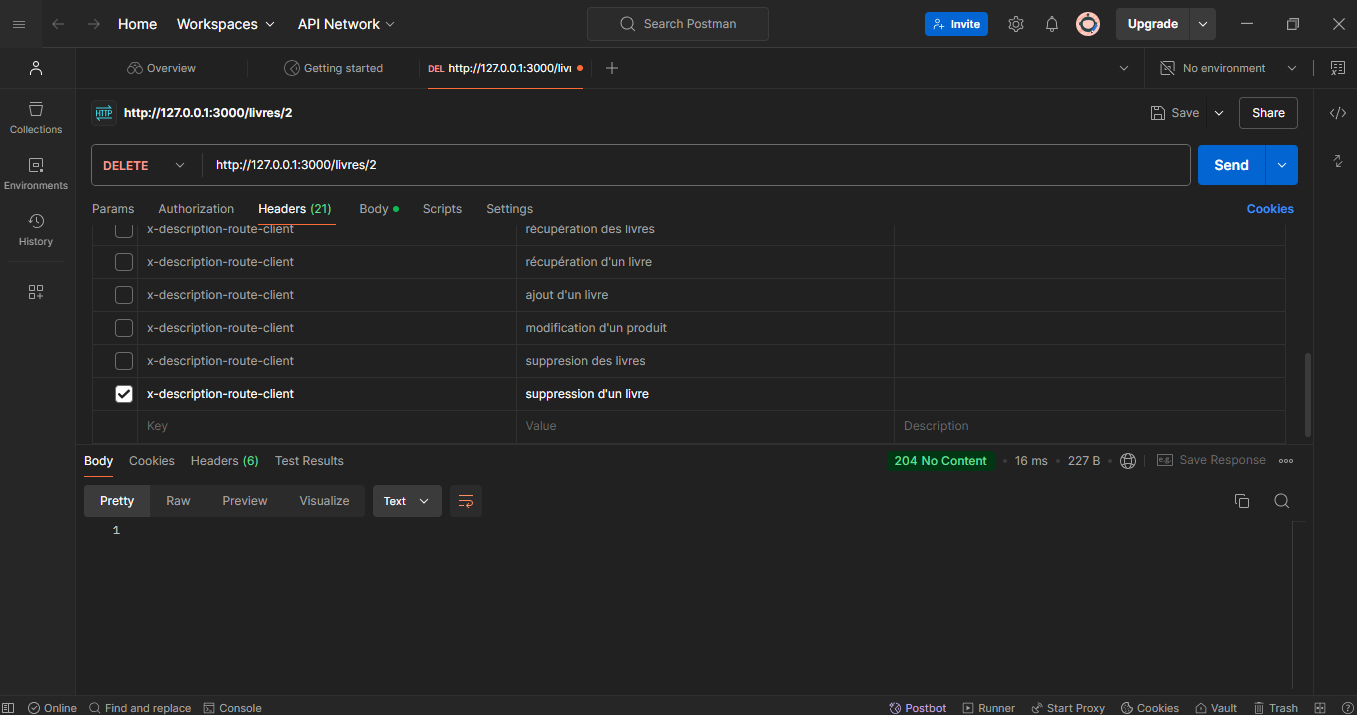 Home Workspaces API Network Search Postman Invite Upgrade
Overview Getting started DEL http://127.0.0.1:3000/livr No environment
HTTP http://127.0.0.1:3000/livres/2 Save Share
Collections
DELETE http://127.0.0.1:3000/livres/2 Send
Environments
Params Authorization Headers (21) Body Scripts Settings Cookies
History
x-description-route-client récupération des livres
x-description-route-client récupération d'un livre
x-description-route-client ajout d'un livre
x-description-route-client modification d'un produit
x-description-route-client suppresion des livres
x-description-route-client suppression d'un livre
Key Value Description
Body Cookies Headers (6) Test Results 204 No Content 16 ms 227 B e.g. Save Response
Pretty Raw Preview Visualize Text
1
Online Find and replace Console Postbot Runner Start Proxy Cookies Vault Trash